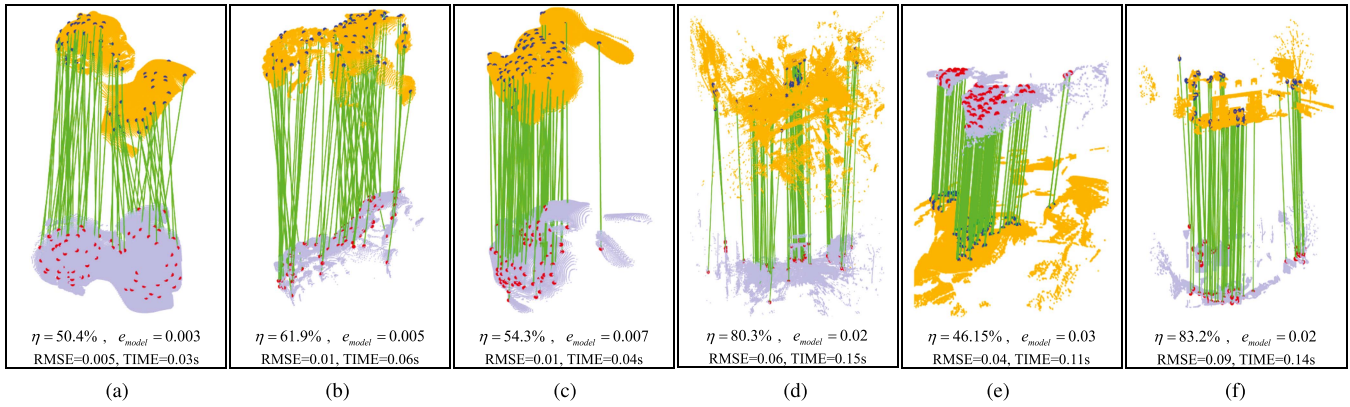 η = 50.4% , e_model = 0.003
RMSE=0.005, TIME=0.03s
(a)
η = 61.9% , e_model = 0.005
RMSE=0.01, TIME=0.06s
(b)
η = 54.3% , e_model = 0.007
RMSE=0.01, TIME=0.04s
(c)
η = 80.3% , e_model = 0.02
RMSE=0.06, TIME=0.15s
(d)
η = 46.15% , e_model = 0.03
RMSE=0.04, TIME=0.11s
(e)
η = 83.2% , e_model = 0.02
RMSE=0.09, TIME=0.14s
(f)